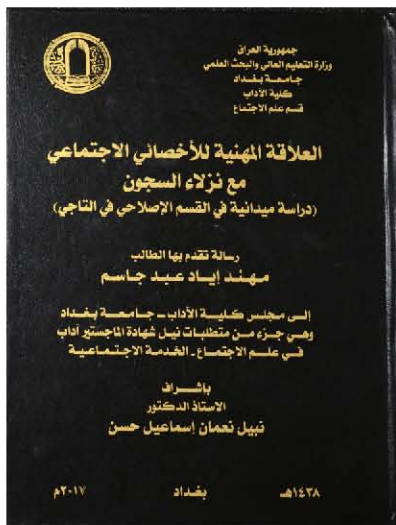 جمهورية العراق
وزارة التعليم العالي والبحث العلمي
جامعة بغداد
كلية الآداب
قسم علم الاجتماع
العلاقة المهنية للأخصائي الاجتماعي
مع نزلاء السجون
(دراسة ميدانية في القسم الإصلاحي في التاجي)
رسالة تقدم بها الطالب
مهند إياد عبد جاسم
إلى مجلس كلية الآداب - جامعة بغداد
وهي جزء من متطلبات نيل شهادة الماجستير آداب
في علم الاجتماع - الخدمة الاجتماعية
بإشراف
الاستاذ الدكتور
نبيل نعمان إسماعيل حسن
١٤٣٨هـ بغداد ٢٠١٧م